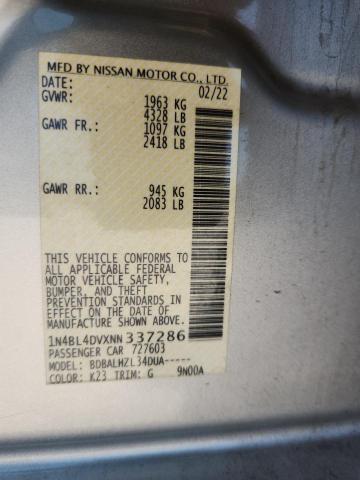 MFD BY NISSAN MOTOR CO., LTD.
DATE: 02/22
GVWR: 1963 KG
4328 LB
GAWR FR.: 1097 KG
2418 LB
GAWR RR.: 945 KG
2083 LB
THIS VEHICLE CONFORMS TO
ALL APPLICABLE FEDERAL
MOTOR VEHICLE SAFETY,
BUMPER, AND THEFT
PREVENTION STANDARDS IN
EFFECT ON THE DATE OF
MANUFACTURE SHOWN ABOVE.
1N4BL4DVXNN337286
PASSENGER CAR 727603
MODEL: BDBALHZL34DUA-----
COLOR: K23 TRIM: G 9N00A